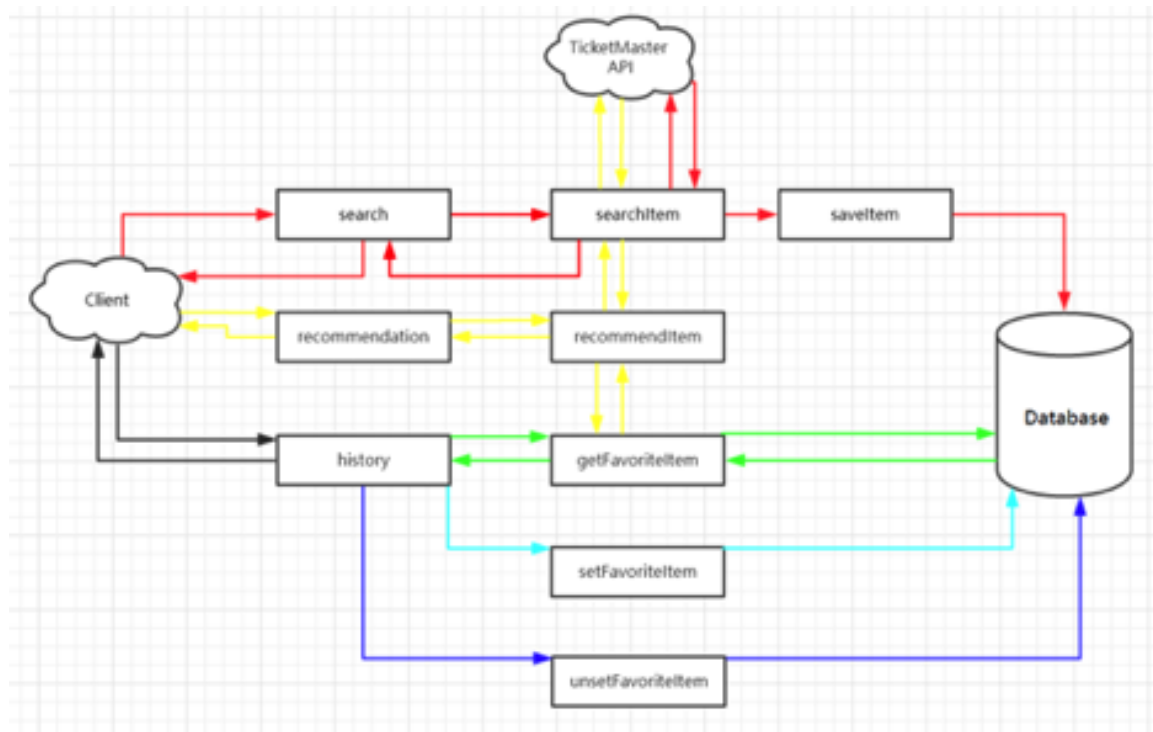 TicketMaster
API
search
searchItem
saveItem
Client
recommendation
recommendItem
Database
history
getFavoriteItem
setFavoriteItem
unsetFavoriteItem